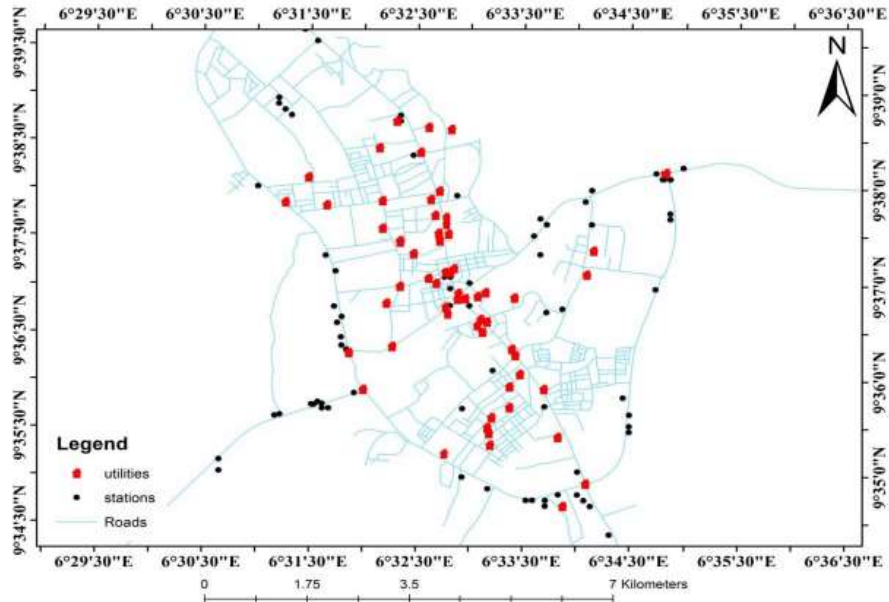 6°29'30"E 6°30'30"E 6°31'30"E 6°32'30"E 6°33'30"E 6°34'30"E 6°35'30"E 6°36'30"E
9°39'30"N
9°38'30"N
9°37'30"N
9°36'30"N
9°35'30"N
9°34'30"N
N
9°39'0"N
9°38'0"N
9°37'0"N
9°36'0"N
9°35'0"N
Legend
utilities
stations
Roads
6°29'30"E 6°30'30"E 6°31'30"E 6°32'30"E 6°33'30"E 6°34'30"E 6°35'30"E 6°36'30"E
0 1.75 3.5 7 Kilometers